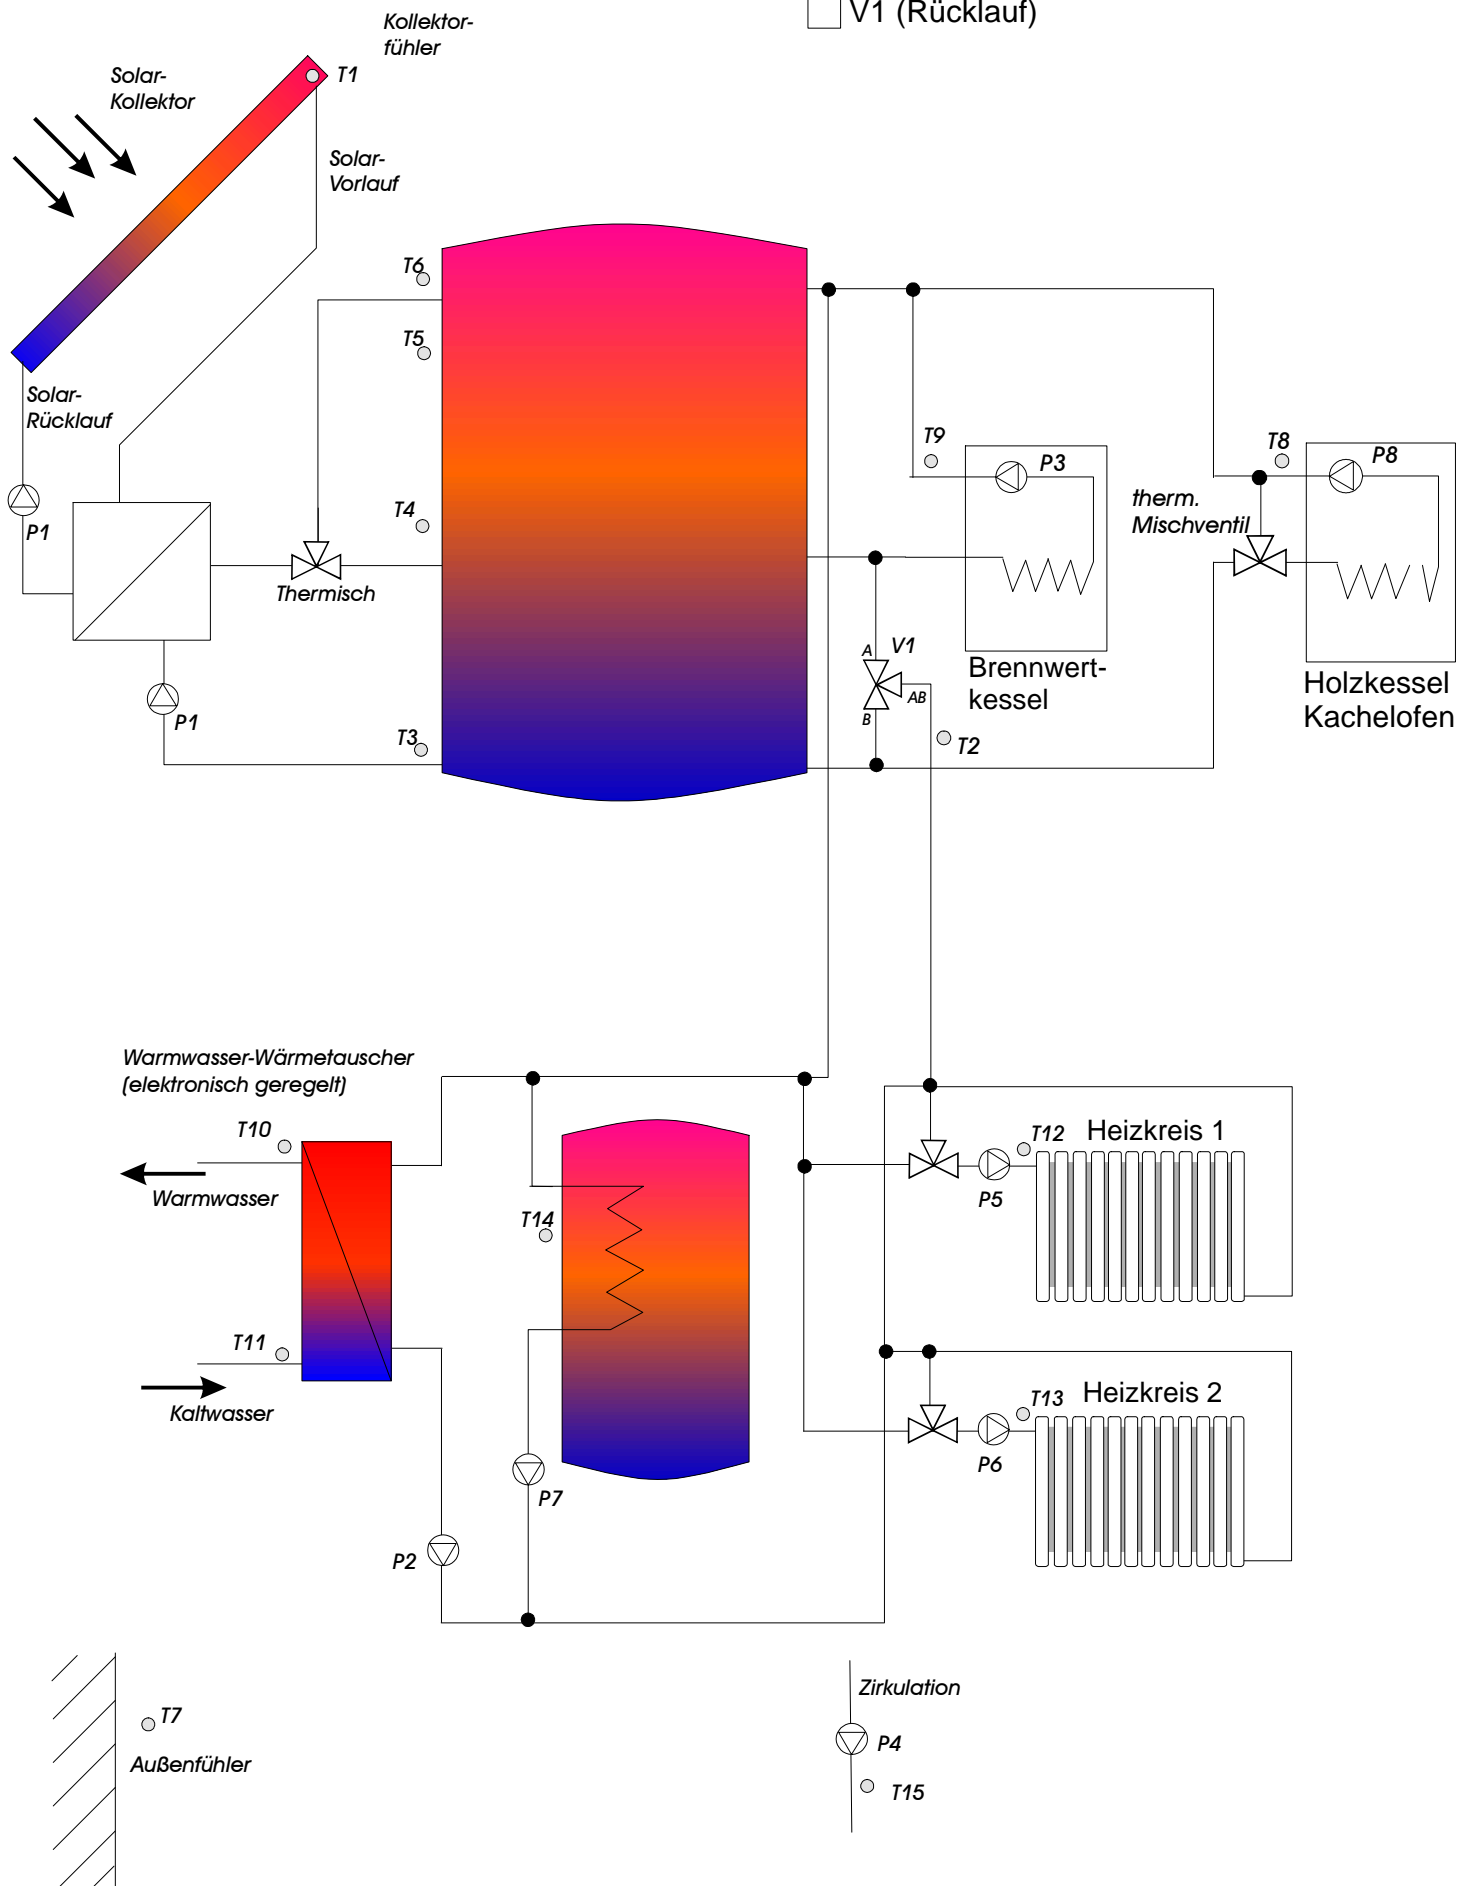 V1 (Rücklauf)
Kollektor-
fühler
T1
Solar-
Kollektor
Solar-
Vorlauf
T6
T5
Solar-
Rücklauf
T9
P3
T8
P8
therm.
Mischventil
T4
P1
Thermisch
A
V1
AB
B
Brennwert-
kessel
Holzkessel
Kachelofen
P1
T3
T2
Warmwasser-Wärmetauscher
(elektronisch geregelt)
T10
Warmwasser
T12
Heizkreis 1
P5
T14
T11
Kaltwasser
T13
Heizkreis 2
P6
P7
P2
T7
Außenfühler
Zirkulation
P4
T15